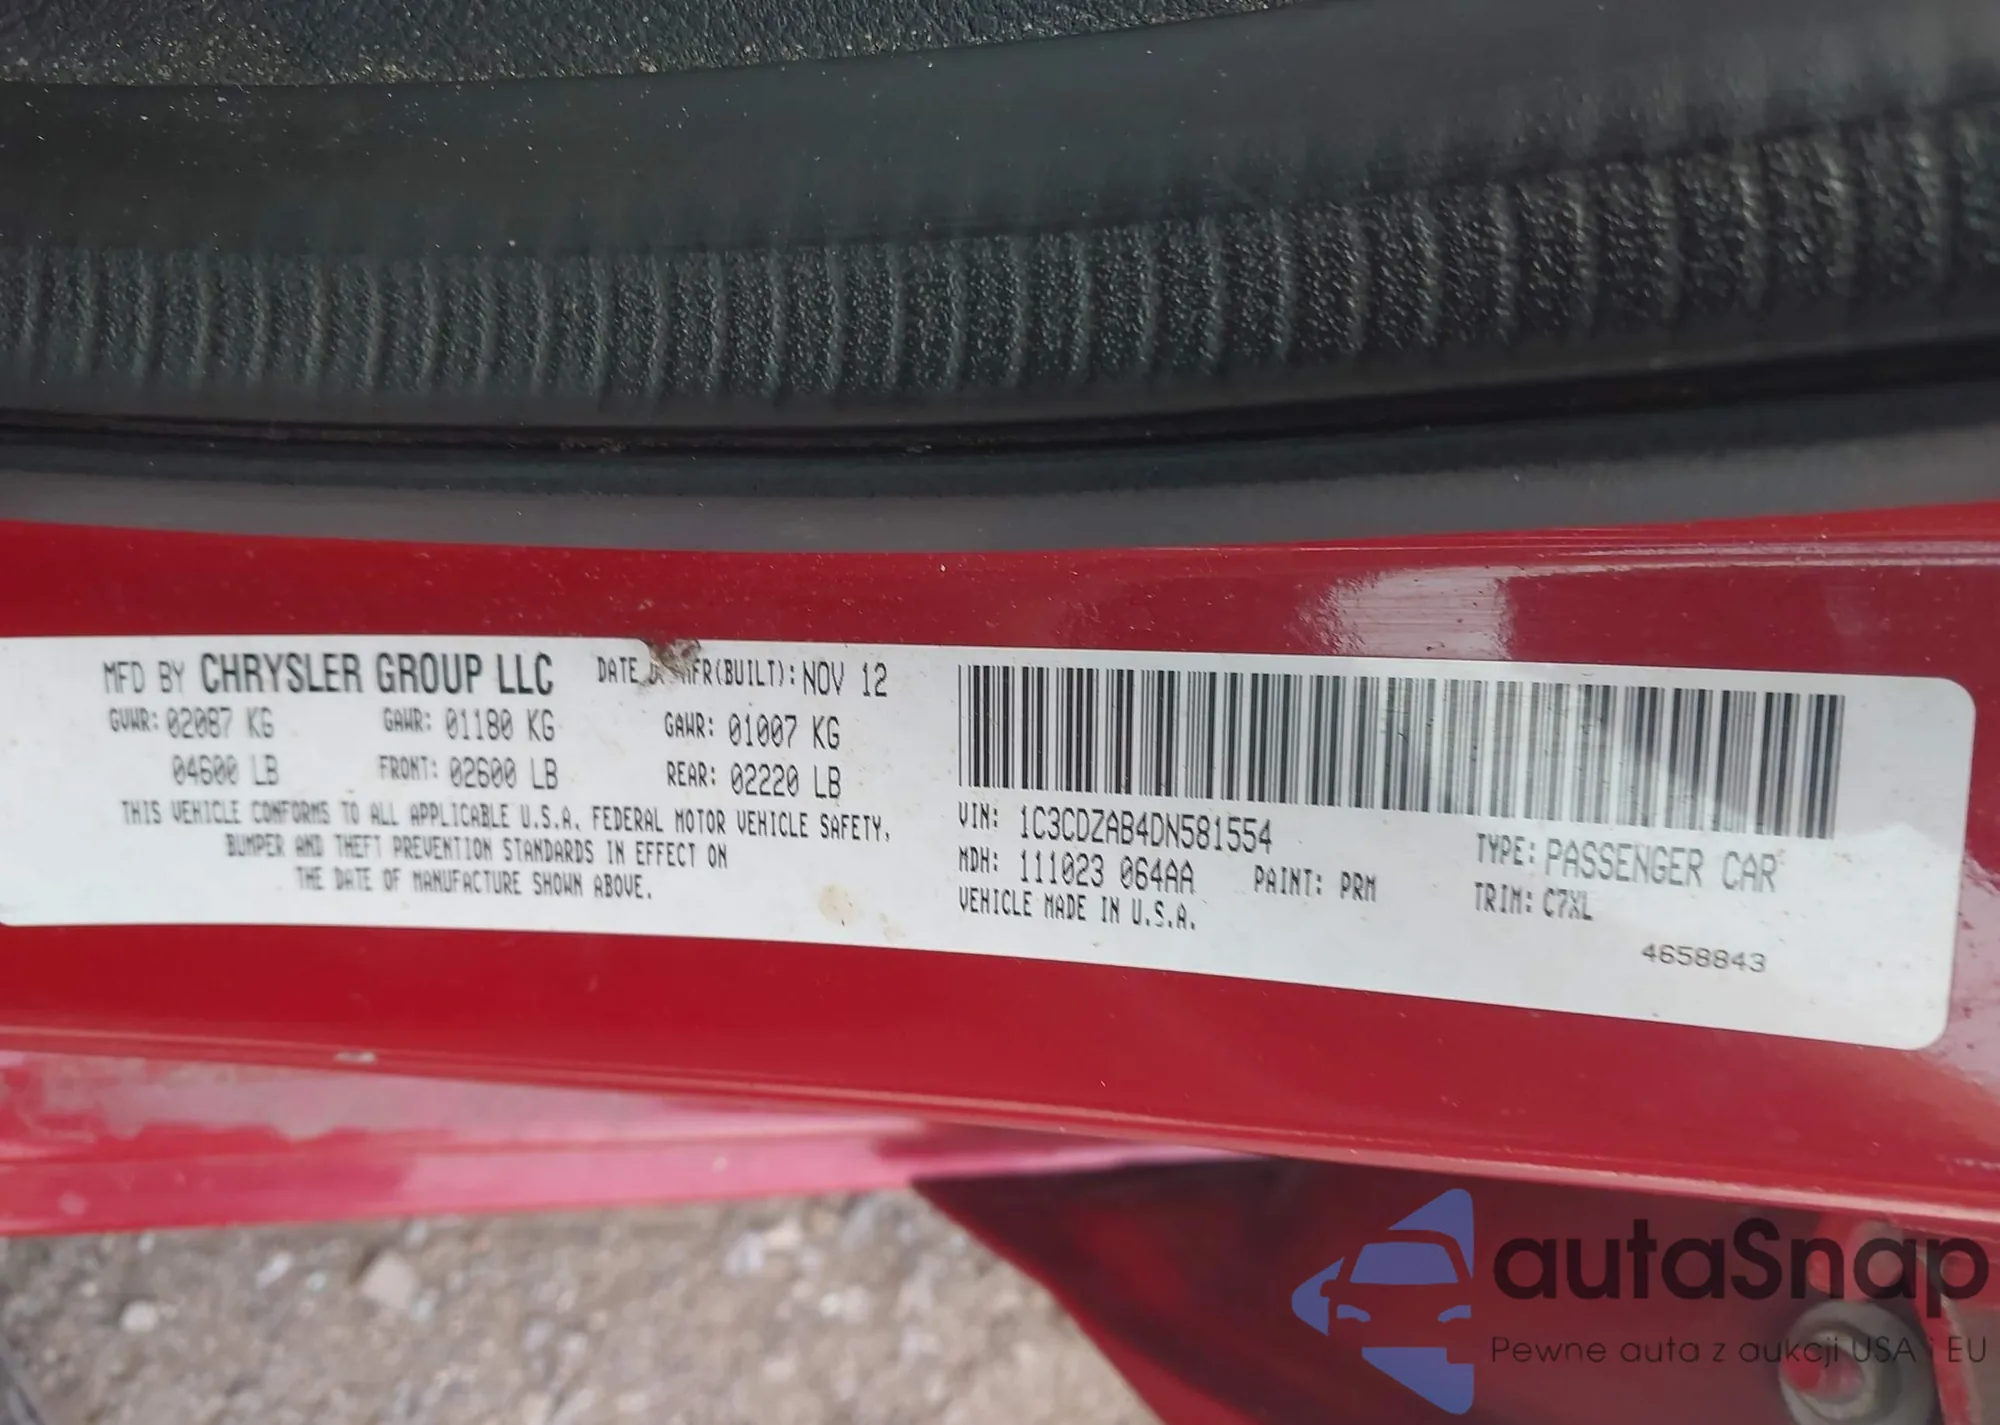 MFD BY CHRYSLER GROUP LLC DATE MFR(BUILT): NOV 12
GVWR: 02087 KG GAWR: 01180 KG GAWR: 01007 KG
04600 LB FRONT: 02600 LB REAR: 02220 LB
THIS VEHICLE CONFORMS TO ALL APPLICABLE U.S.A. FEDERAL MOTOR VEHICLE SAFETY,
BUMPER AND THEFT PREVENTION STANDARDS IN EFFECT ON
THE DATE OF MANUFACTURE SHOWN ABOVE.
VIN: 1C3CDZAB4DN581554 TYPE: PASSENGER CAR
MDH: 111023 064AA PAINT: PRM TRIM: C7XL
VEHICLE MADE IN U.S.A.
4658843
autaSnap
Pewne auta z aukcji USA i EU